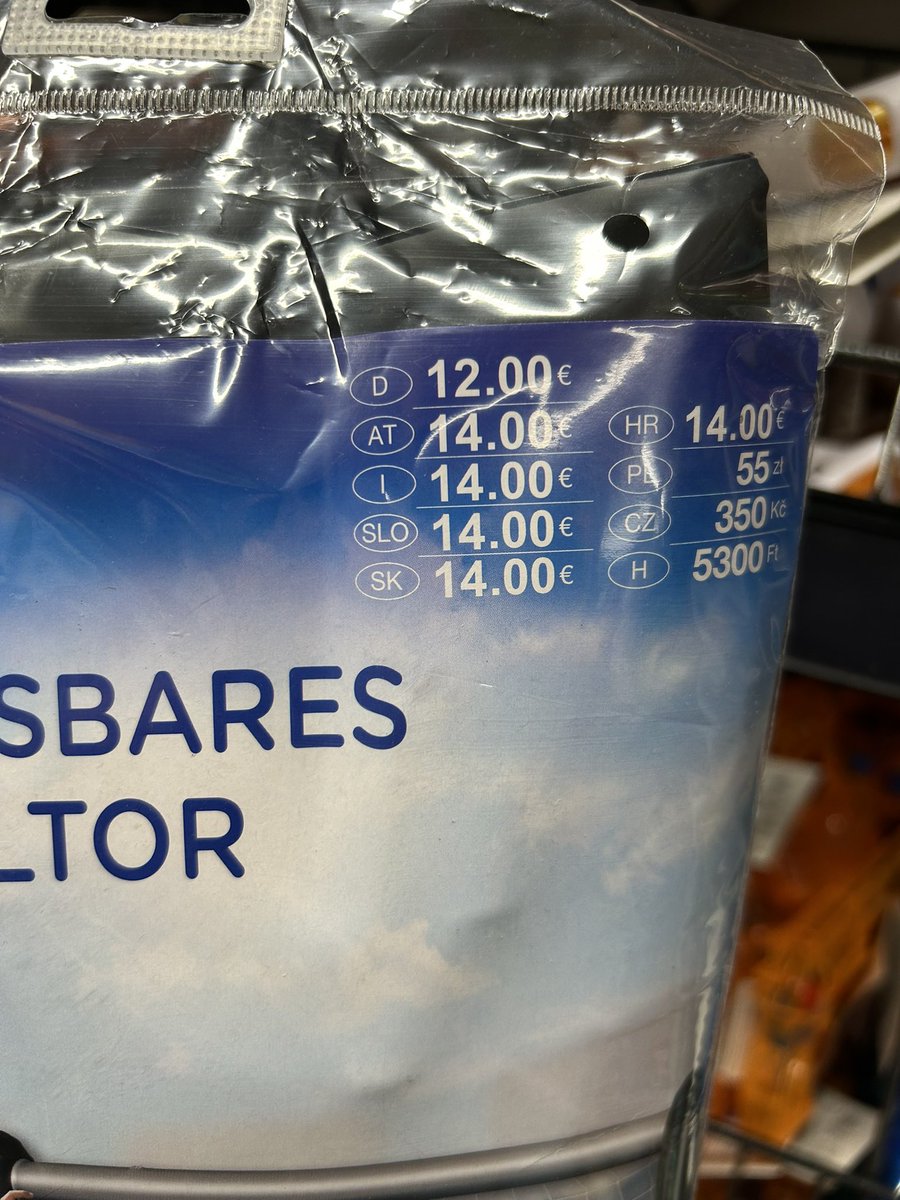 D 12.00€
AT 14.00€
I 14.00€
SLO 14.00€
SK 14.00€
HR 14.00€
PL 55 zł
CZ 350 Kč
H 5300 Ft
SBARES
LTOR